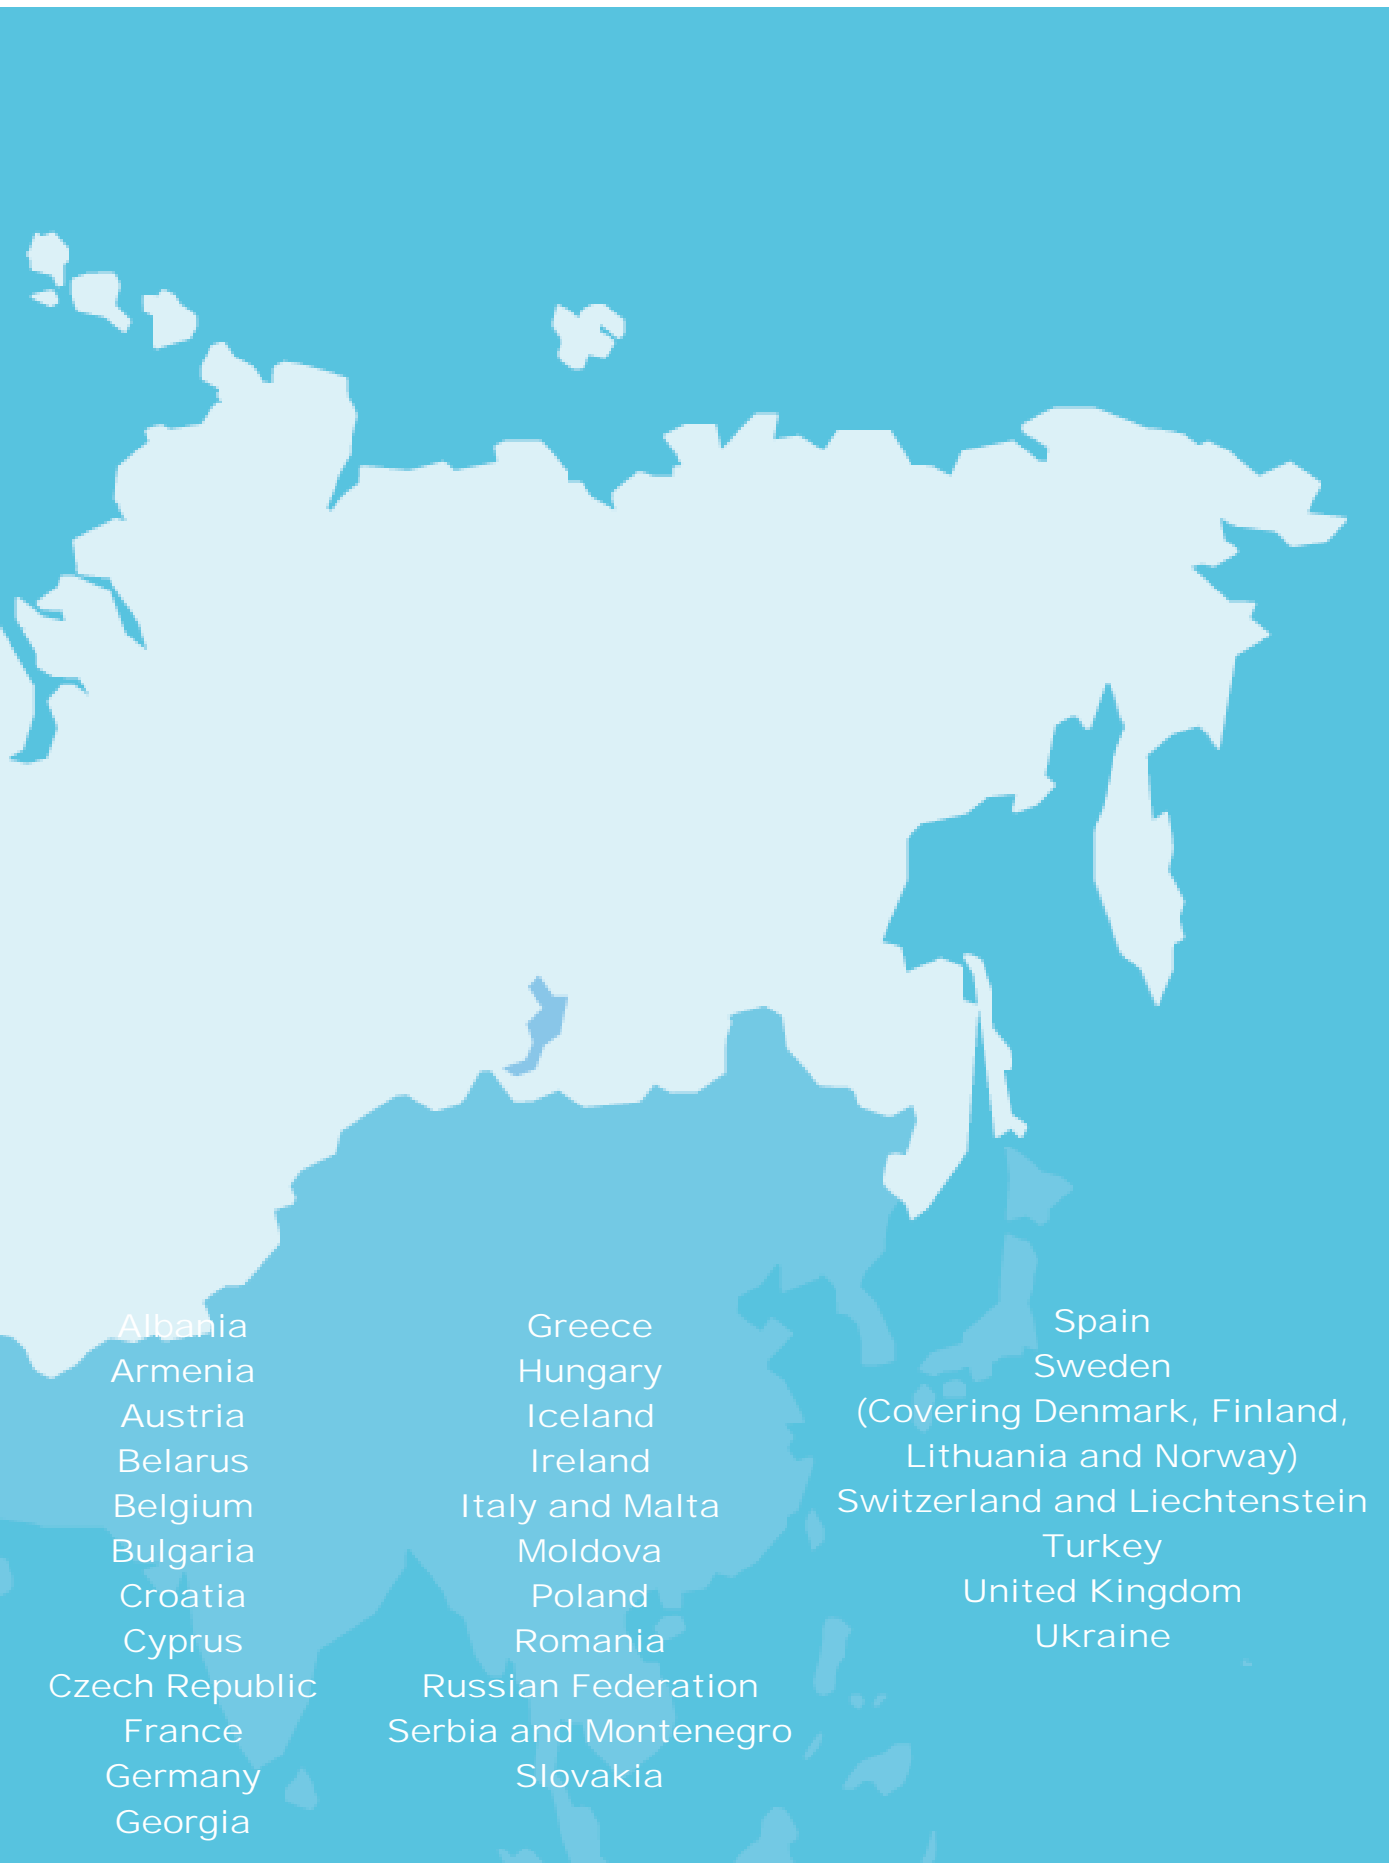 Albania
Armenia
Austria
Belarus
Belgium
Bulgaria
Croatia
Cyprus
Czech Republic
France
Germany
Georgia
Greece
Hungary
Iceland
Ireland
Italy and Malta
Moldova
Poland
Romania
Russian Federation
Serbia and Montenegro
Slovakia
Spain
Sweden
(Covering Denmark, Finland,
Lithuania and Norway)
Switzerland and Liechtenstein
Turkey
United Kingdom
Ukraine